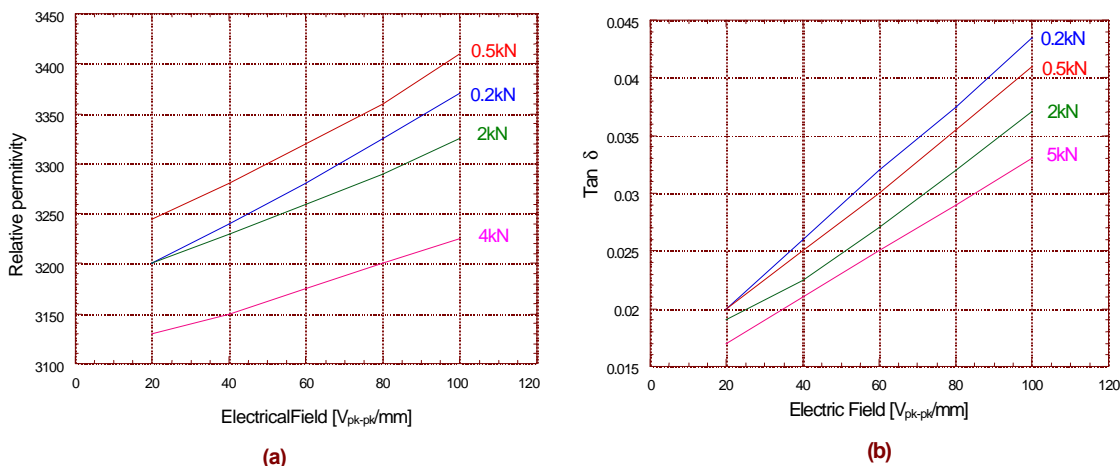 3450
3400
3350
3300
3250
3200
3150
3100
Relative permitivity
0.5kN
0.2kN
2kN
4kN
0 20 40 60 80 100 120
ElectricalField [Vpk-pk/mm]
(a)
0.045
0.04
0.035
0.03
0.025
0.02
0.015
Tan δ
0.2kN
0.5kN
2kN
5kN
0 20 40 60 80 100 120
Electric Field [Vpk-pk/mm]
(b)